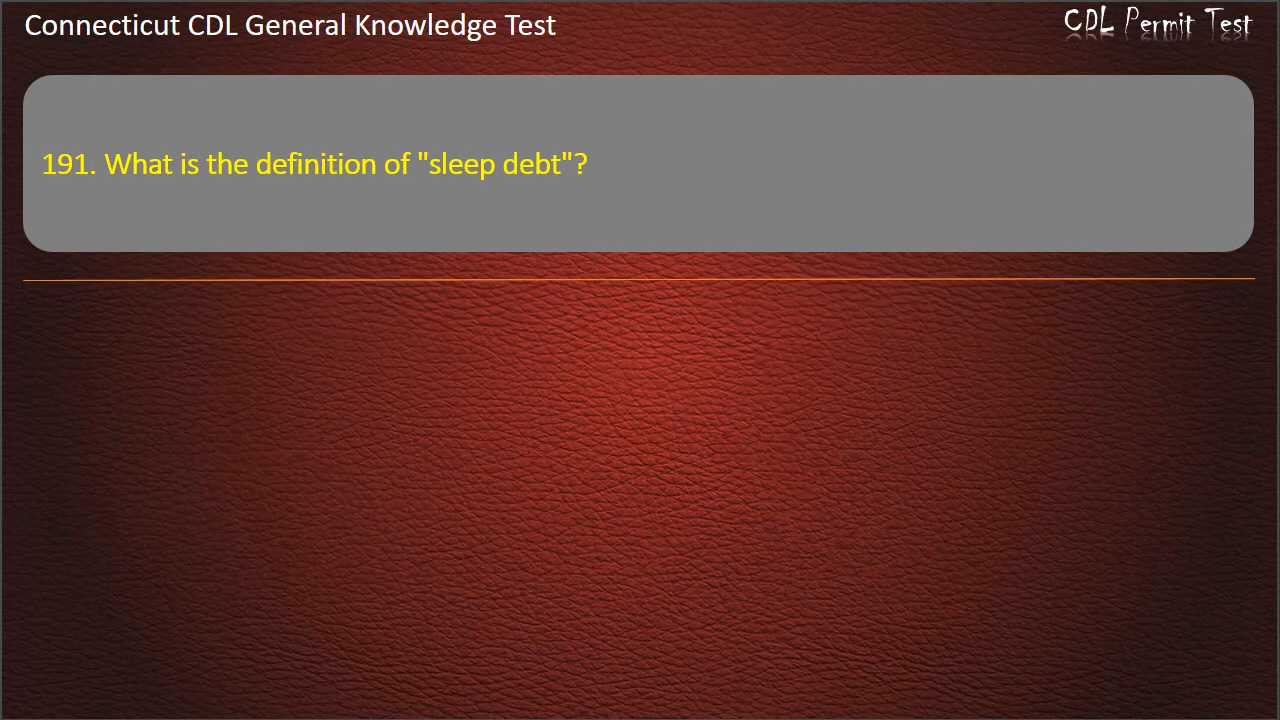 Connecticut CDL General Knowledge Test
CDL Permit Test
191. What is the definition of "sleep debt"?